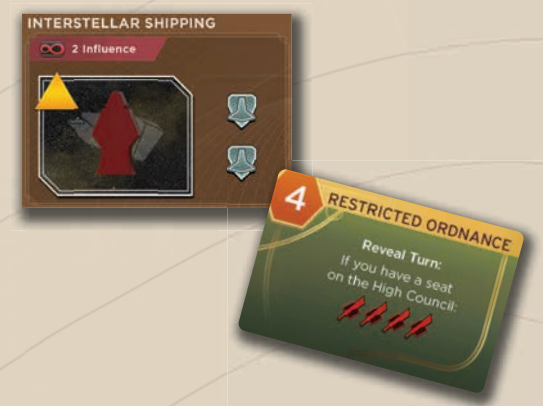 INTERSTELLAR SHIPPING
2 Influence
4
RESTRICTED ORDNANCE
Reveal Turn:
If you have a seat
on the High Council: